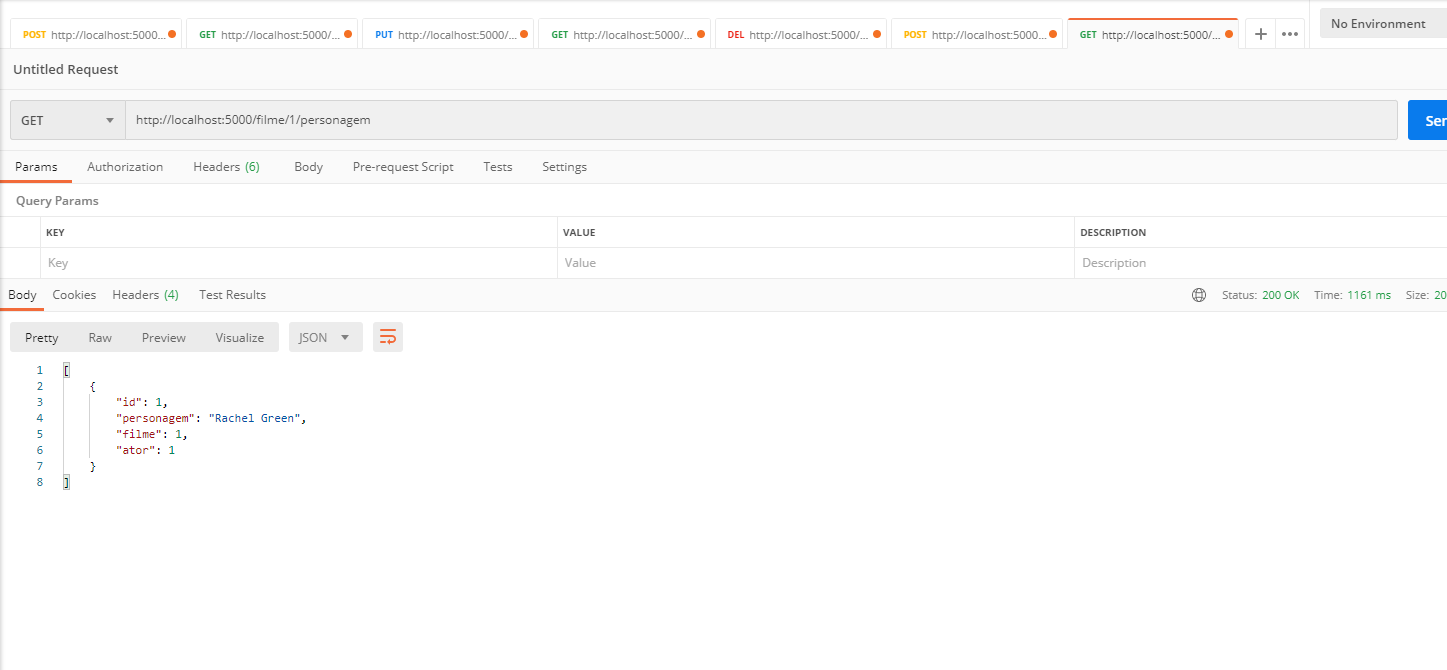 POST http://localhost:5000... GET http://localhost:5000/... PUT http://localhost:5000/... GET http://localhost:5000/... DEL http://localhost:5000/... POST http://localhost:5000... GET http://localhost:5000/... + ••• No Environment
Untitled Request
GET http://localhost:5000/filme/1/personagem Ser
Params Authorization Headers (6) Body Pre-request Script Tests Settings
Query Params
KEY VALUE DESCRIPTION
Key Value Description
Body Cookies Headers (4) Test Results Status: 200 OK Time: 1161 ms Size: 20
Pretty Raw Preview Visualize JSON
1 [
2 {
3 "id": 1,
4 "personagem": "Rachel Green",
5 "filme": 1,
6 "ator": 1
7 }
8 ]